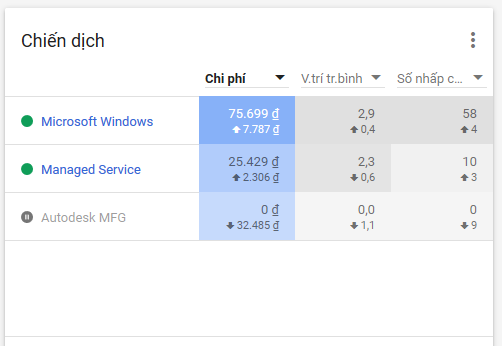 Chiến dịch
Chi phí V.trí tr.bình Số nhấp c...
Microsoft Windows 75.699 ₫ 2,9 58
7.787 ₫ 0,4 4
Managed Service 25.429 ₫ 2,3 10
2.306 ₫ 0,6 3
Autodesk MFG 0 ₫ 0,0 0
32.485 ₫ 1,1 9